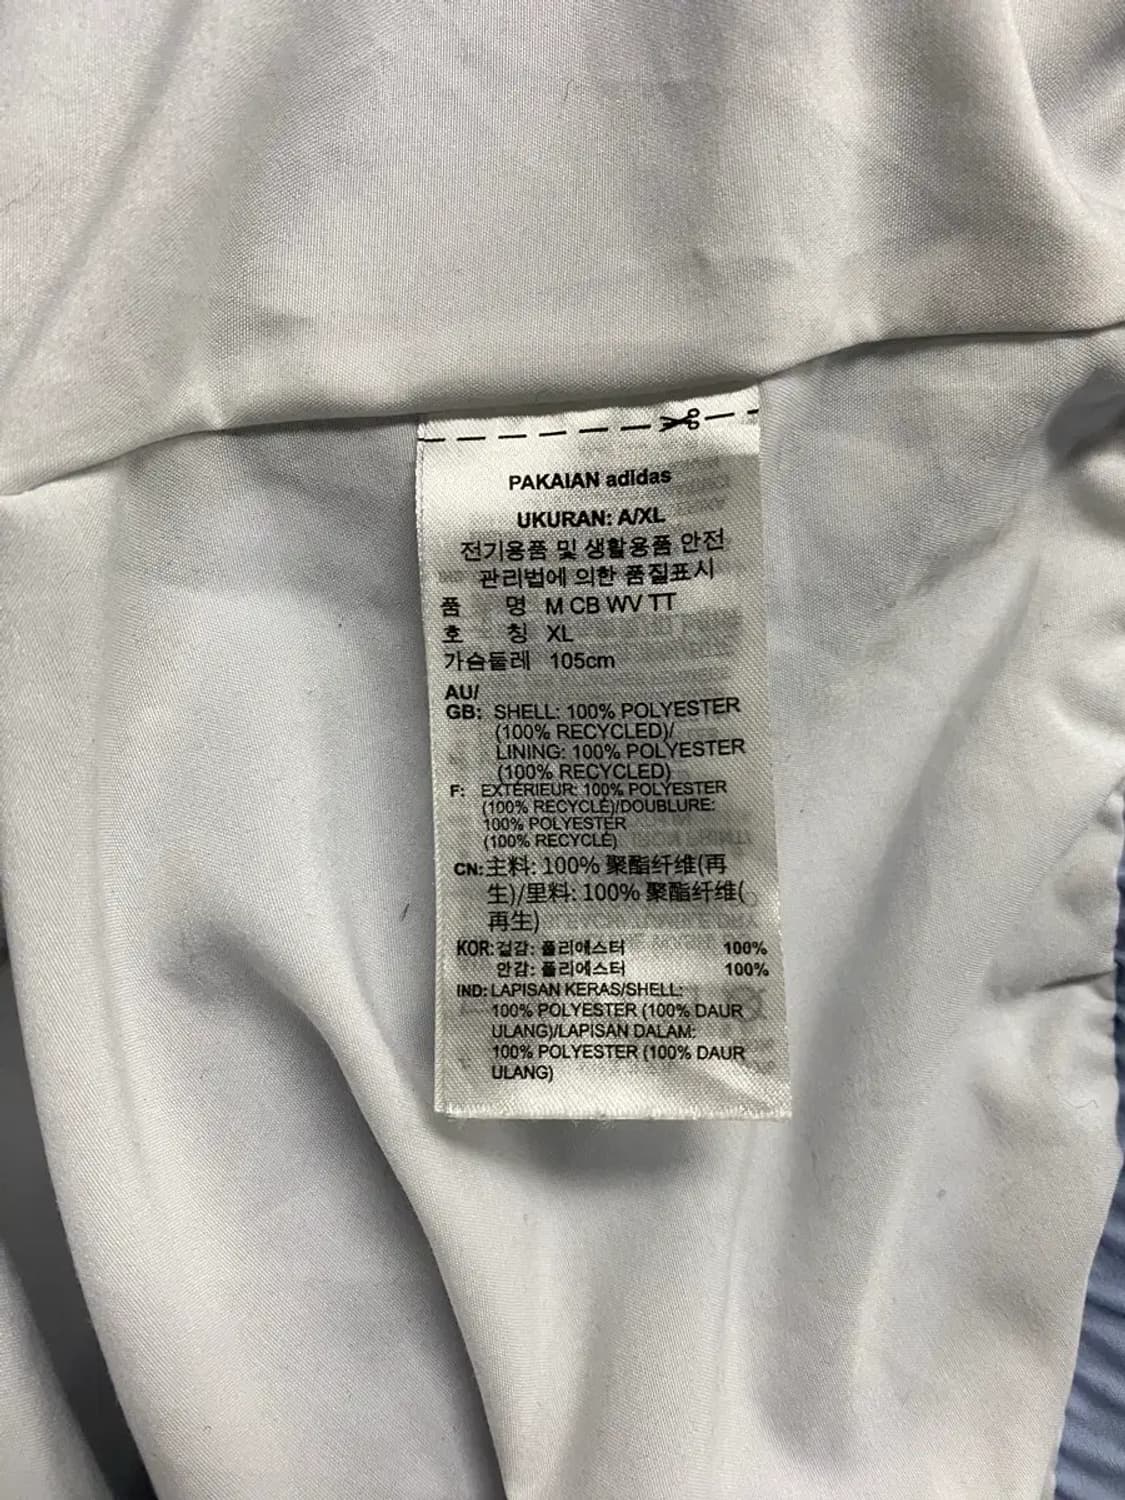 PAKAIAN adidas
UKURAN: A/XL
전기용품 및 생활용품 안전
관리법에 의한 품질표시
품 명 M CB WV TT
호 칭 XL
가슴둘레 105cm
AU/
GB: SHELL: 100% POLYESTER
(100% RECYCLED)/
LINING: 100% POLYESTER
(100% RECYCLED)
F: EXTÉRIEUR: 100% POLYESTER
(100% RECYCLÉ)/DOUBLURE:
100% POLYESTER
(100% RECYCLÉ)
CN: 主料: 100% 聚酯纤维(再
生)/里料: 100% 聚酯纤维(
再生)
KOR: 겉감: 폴리에스터 100%
안감: 폴리에스터 100%
IND: LAPISAN KERAS/SHELL:
100% POLYESTER (100% DAUR
ULANG)/LAPISAN DALAM:
100% POLYESTER (100% DAUR
ULANG)